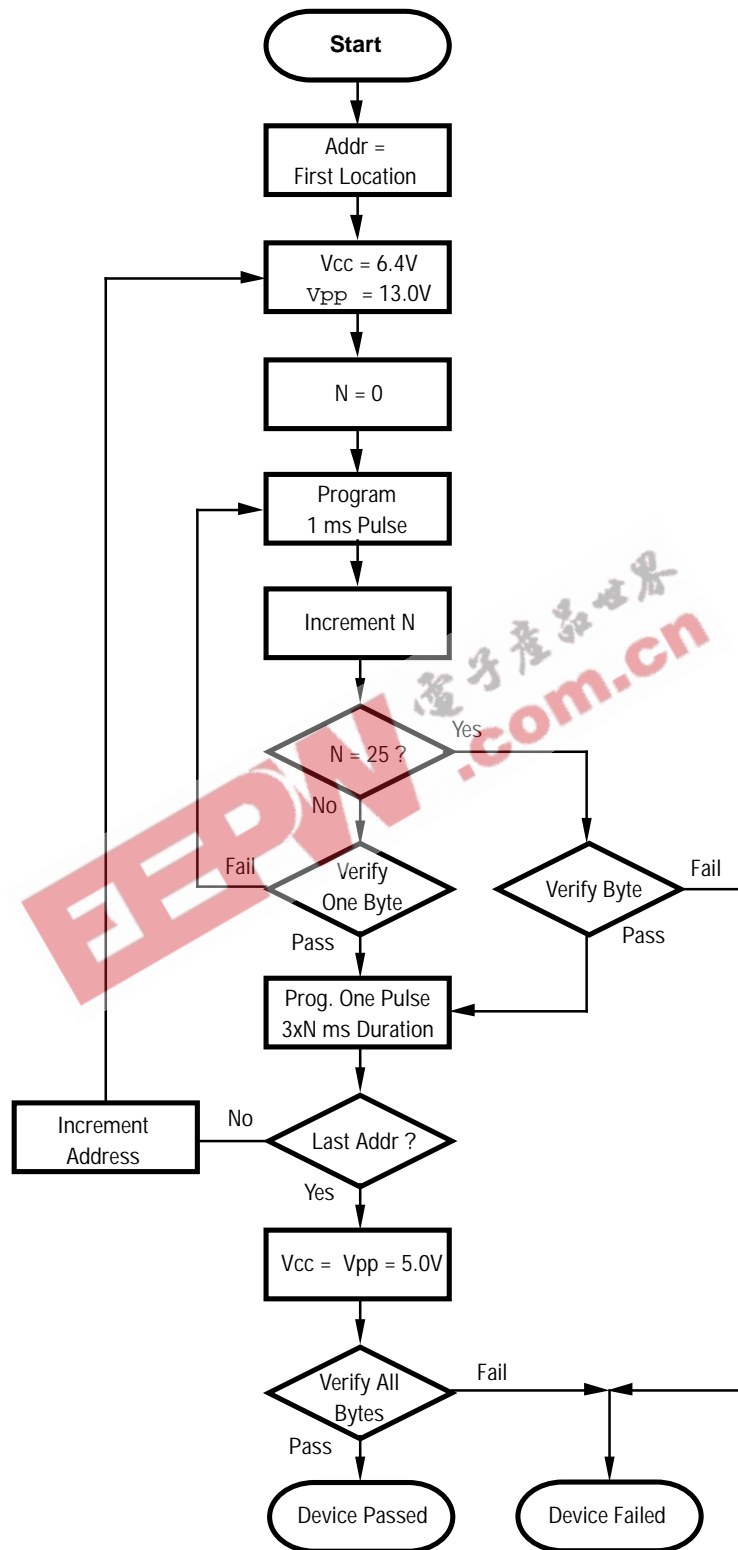 Start
Addr =
First Location
Vcc = 6.4V
Vpp = 13.0V
N = 0
Program
1 ms Pulse
Increment N
電子產品世界
.com.cn
EEPW
N = 25 ?
Yes
No
Fail
Verify
One Byte
Pass
Verify Byte
Fail
Pass
Prog. One Pulse
3xN ms Duration
Increment
Address
No
Last Addr ?
Yes
Vcc = Vpp = 5.0V
Verify All
Bytes
Fail
Pass
Device Passed
Device Failed